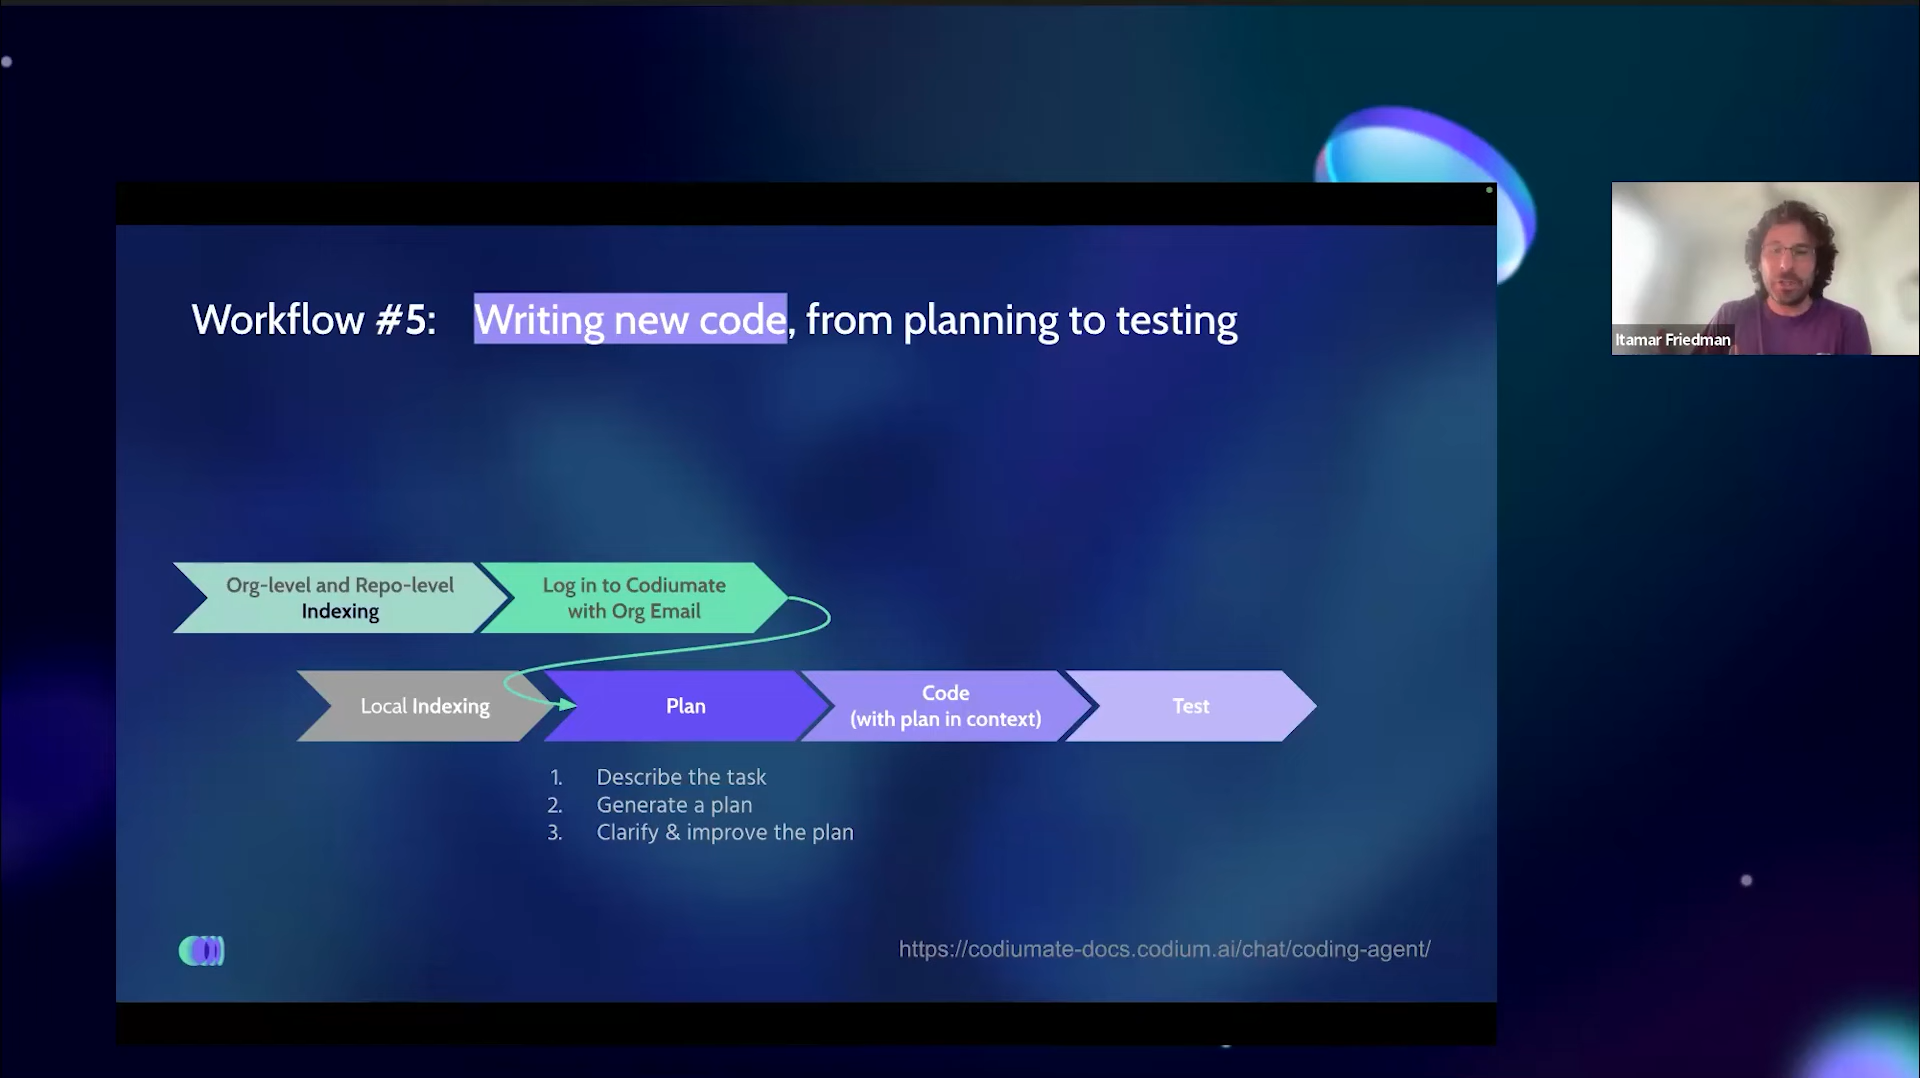 Workflow #5: Writing new code, from planning to testing
Itamar Friedman
Org-level and Repo-level
Indexing
Log in to Codiumate
with Org Email
Local Indexing
Plan
Code
(with plan in context)
Test
1. Describe the task
2. Generate a plan
3. Clarify & improve the plan
https://codiumate-docs.codium.ai/chat/coding-agent/